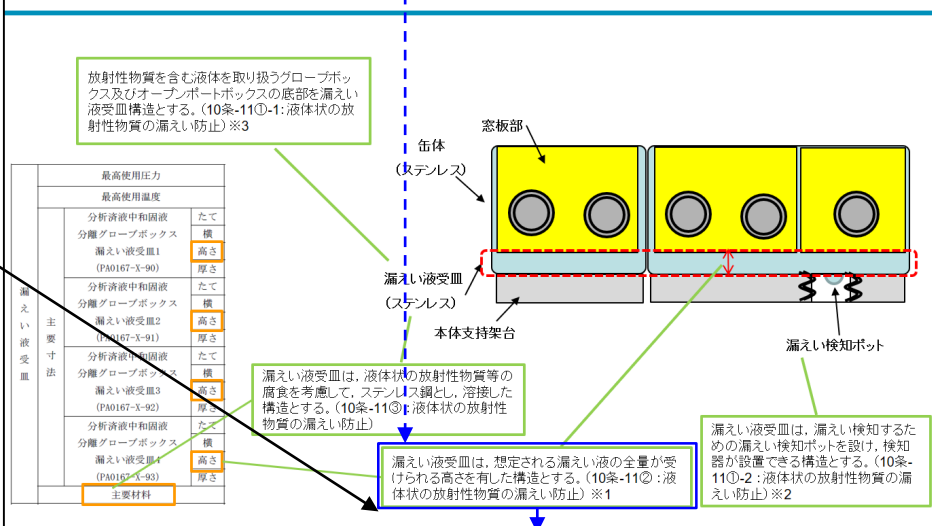 放射性物質を含む液体を取り扱うグローブボッ
クス及びオープンポートボックスの底部を漏えい
液受皿構造とする。(10条-11①-1:液体状の放
射性物質の漏えい防止)※3
缶体
(ステンレス)
窓板部
漏えい液受皿
(ステンレス)
本体支持架台
漏えい検知ポット
最高使用圧力
最高使用温度
漏えい液受皿
主要寸法
分析済液中和固液
分離グローブボックス
漏えい液受皿1
(PA0167-X-90)
たて
横
高さ
厚さ
分析済液中和固液
分離グローブボックス
漏えい液受皿2
(PA0167-X-91)
たて
横
高さ
厚さ
分析済液中和固液
分離グローブボックス
漏えい液受皿3
(PA0167-X-92)
たて
横
高さ
厚さ
分析済液中和固液
分離グローブボックス
漏えい液受皿4
(PA0167-X-93)
たて
横
高さ
厚さ
主要材料
漏えい液受皿は,液体状の放射性物質等の
腐食を考慮して,ステンレス鋼とし,溶接した
構造とする。(10条-11③:液体状の放射性
物質の漏えい防止)
漏えい液受皿は,想定される漏えい液の全量が受
けられる高さを有した構造とする。(10条-11②:液
体状の放射性物質の漏えい防止)※1
漏えい液受皿は,漏えい検知するた
めの漏えい検知ポットを設け,検知
器が設置できる構造とする。(10条-
11①-2:液体状の放射性物質の漏
えい防止)※2